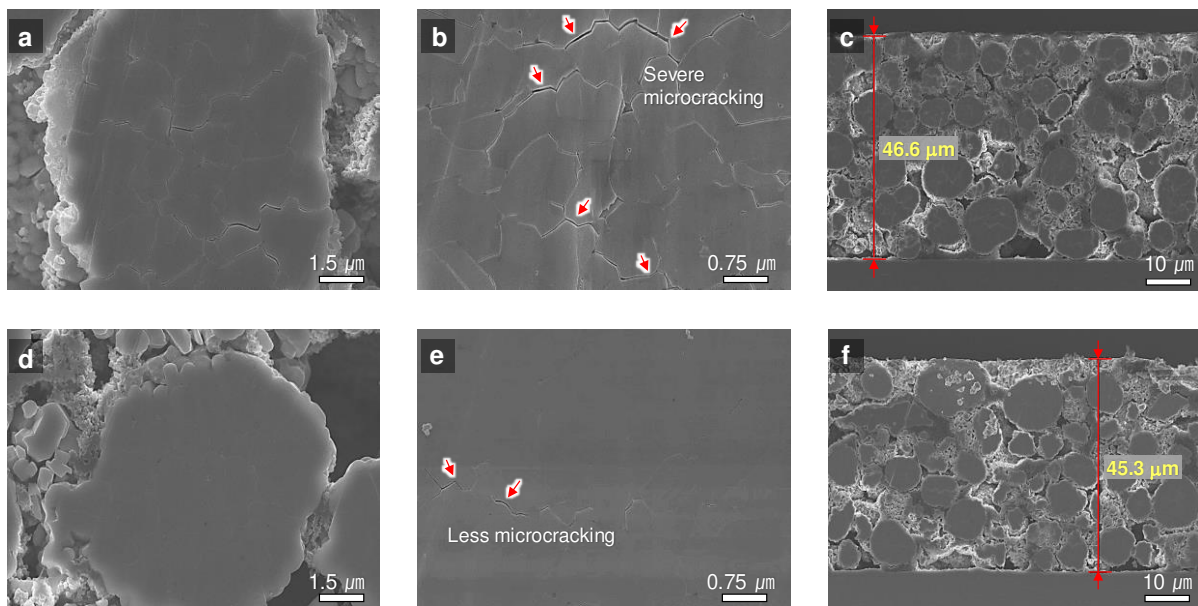 a
b
c
Severe
microcracking
46.6 μm
1.5 ㎛
0.75 ㎛
10 ㎛
d
e
f
45.3 μm
Less microcracking
1.5 ㎛
0.75 ㎛
10 ㎛